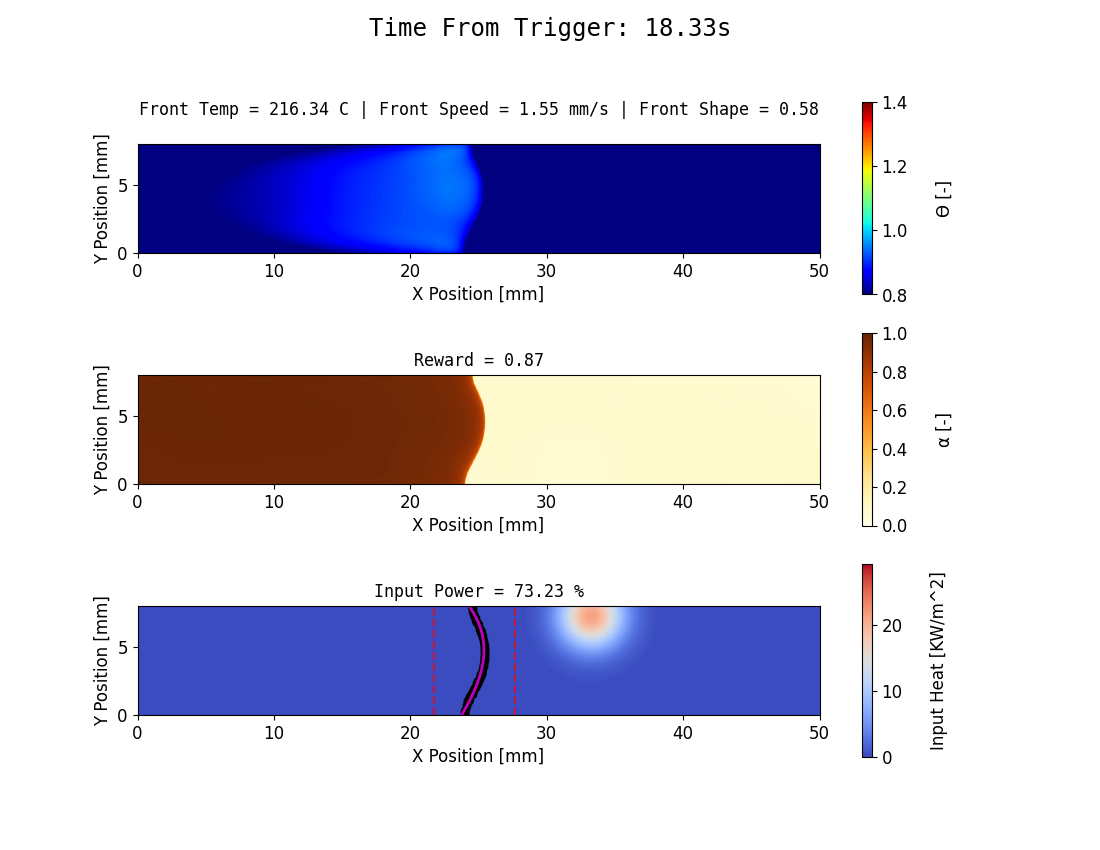 Time From Trigger: 18.33s
Front Temp = 216.34 C | Front Speed = 1.55 mm/s | Front Shape = 0.58
Y Position [mm]
5
0
0 10 20 30 40 50
X Position [mm]
1.4
1.2
1.0
0.8
Θ [-]
Reward = 0.87
Y Position [mm]
5
0
0 10 20 30 40 50
X Position [mm]
1.0
0.8
0.6
0.4
0.2
0.0
α [-]
Input Power = 73.23 %
Y Position [mm]
5
0
0 10 20 30 40 50
X Position [mm]
20
10
0
Input Heat [KW/m^2]